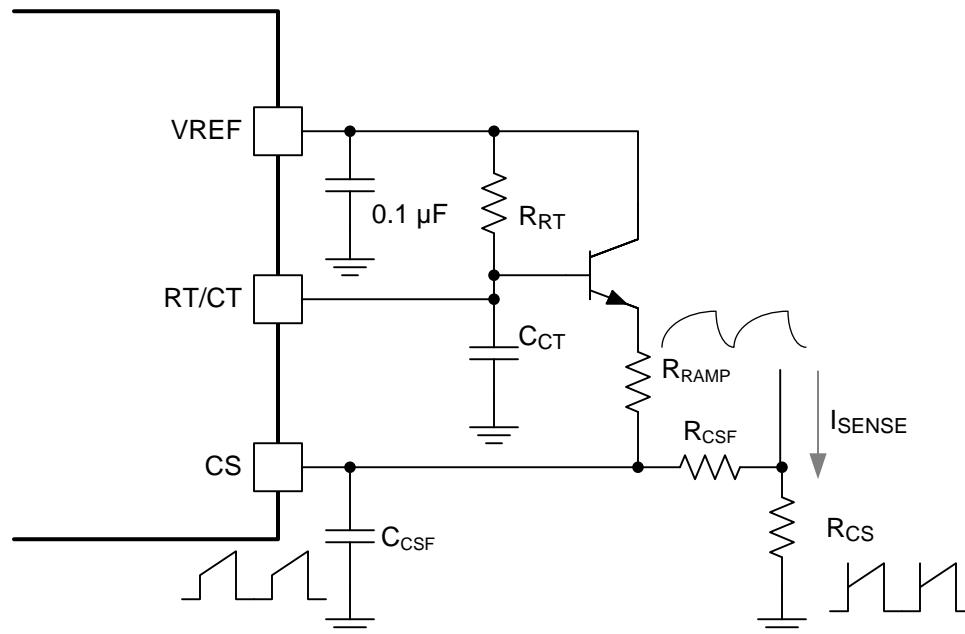 VREF
0.1 µF
RRT
RT/CT
CCT
RRAMP
ISENSE
RCSF
CS
CCSF
RCS